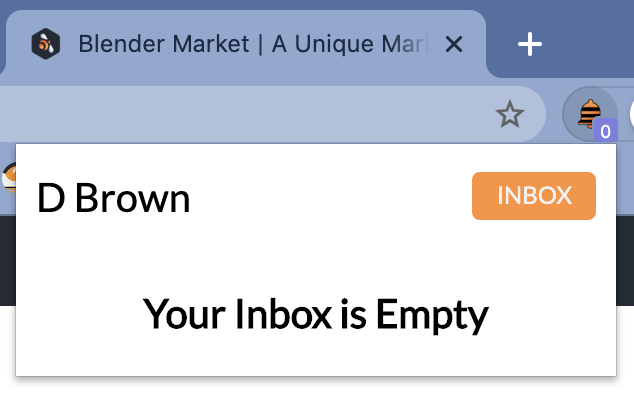 Blender Market | A Unique Mar
0
D Brown
INBOX
Your Inbox is Empty